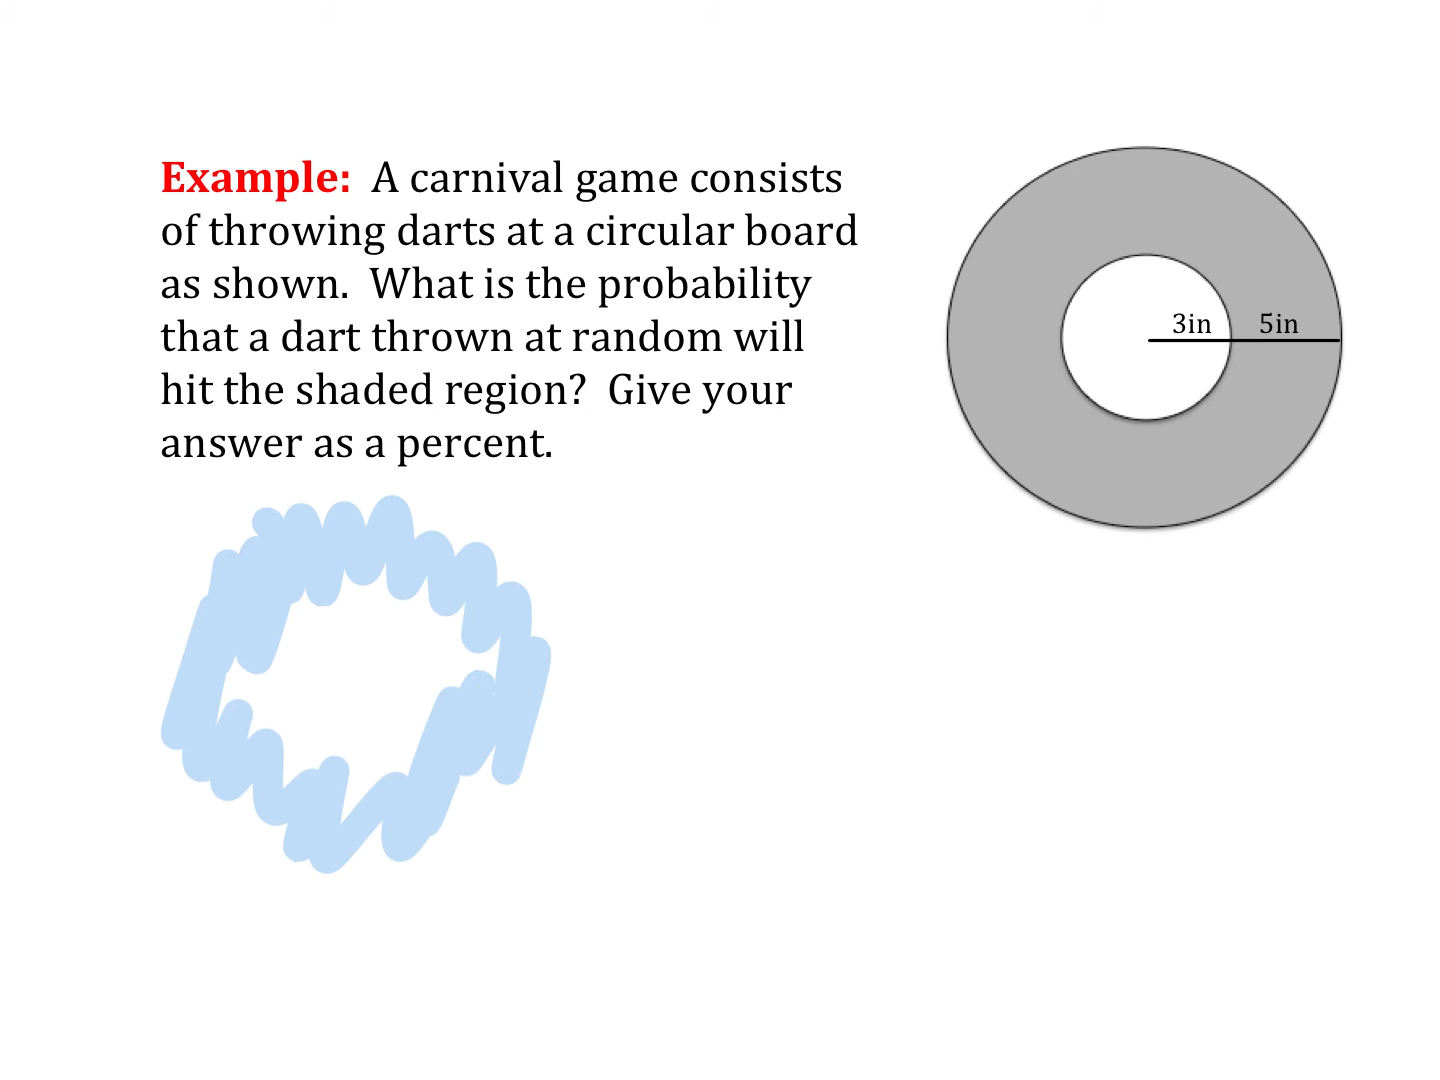 Example: A carnival game consists
of throwing darts at a circular board
as shown. What is the probability
that a dart thrown at random will
hit the shaded region? Give your
answer as a percent.
3in 5in